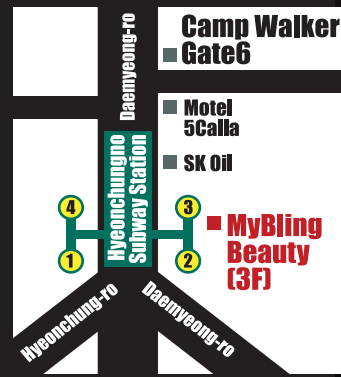 Camp Walker
Gate6
Daemyeong-ro
Motel
5Calla
SK Oil
Hyeonchungno
Subway Station
4
3
1
2
MyBling
Beauty
(3F)
Hyeonchung-ro
Daemyeong-ro